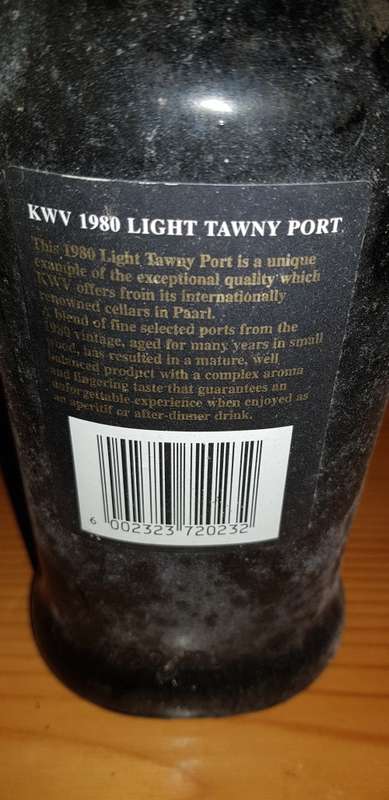 KWV 1980 LIGHT TAWNY PORT
This 1980 Light Tawny Port is a unique
example of the exceptional quality which
KWV offers from its internationally
renowned cellars in Paarl.
A blend of fine selected ports from the
1980 vintage, aged for many years in small
wood, has resulted in a mature, well
balanced product with a complex aroma
and lingering taste that guarantees an
unforgettable experience when enjoyed as
an aperitif or after-dinner drink.
6 002323 720232